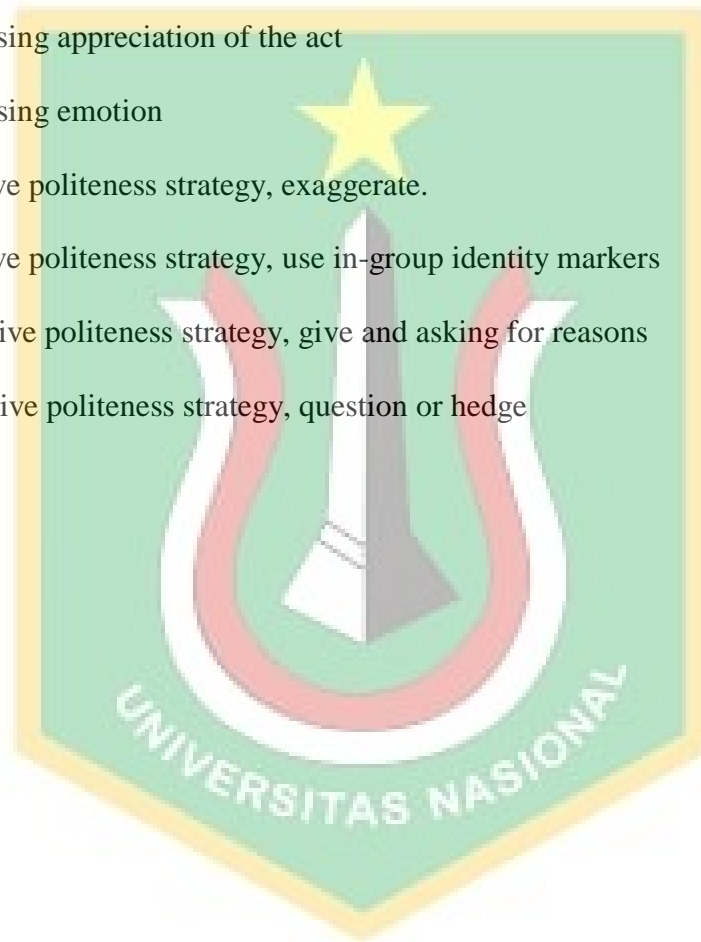 sing appreciation of the act
sing emotion
ve politeness strategy, exaggerate.
ve politeness strategy, use in-group identity markers
ive politeness strategy, give and asking for reasons
ive politeness strategy, question or hedge
UNIVERSITAS NASIONAL